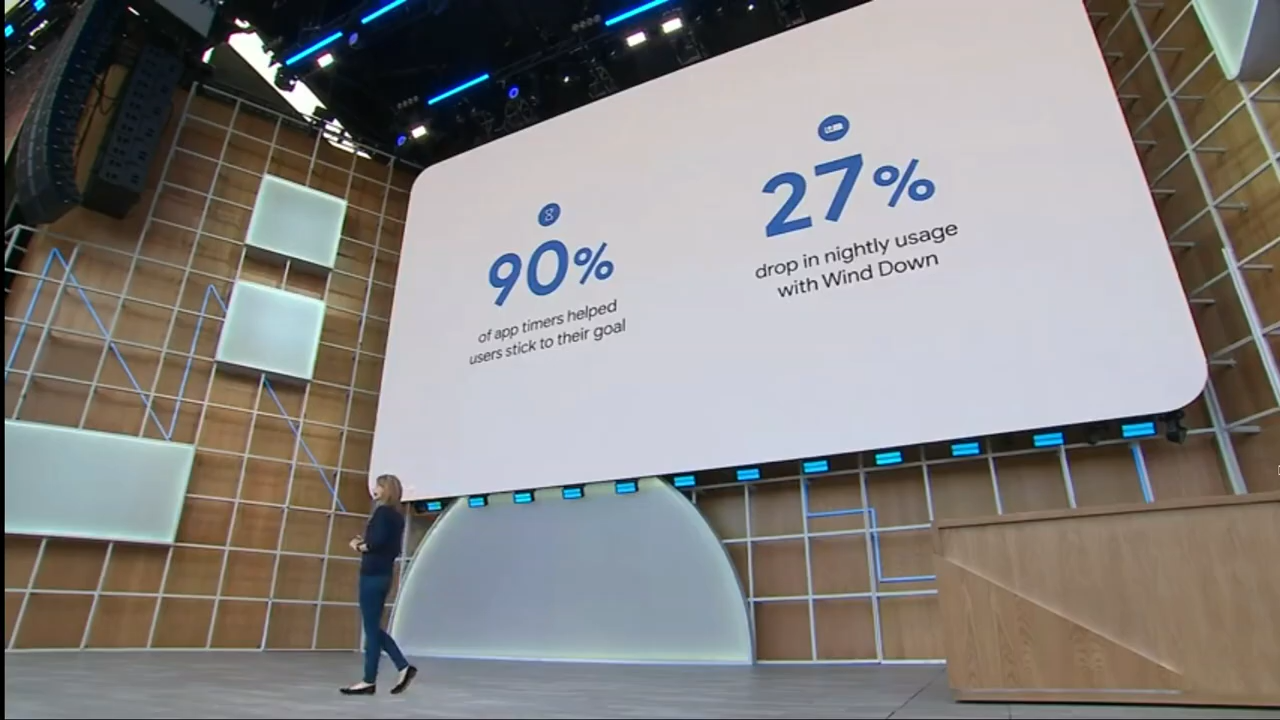 90%
of app timers helped
users stick to their goal
27%
drop in nightly usage
with Wind Down